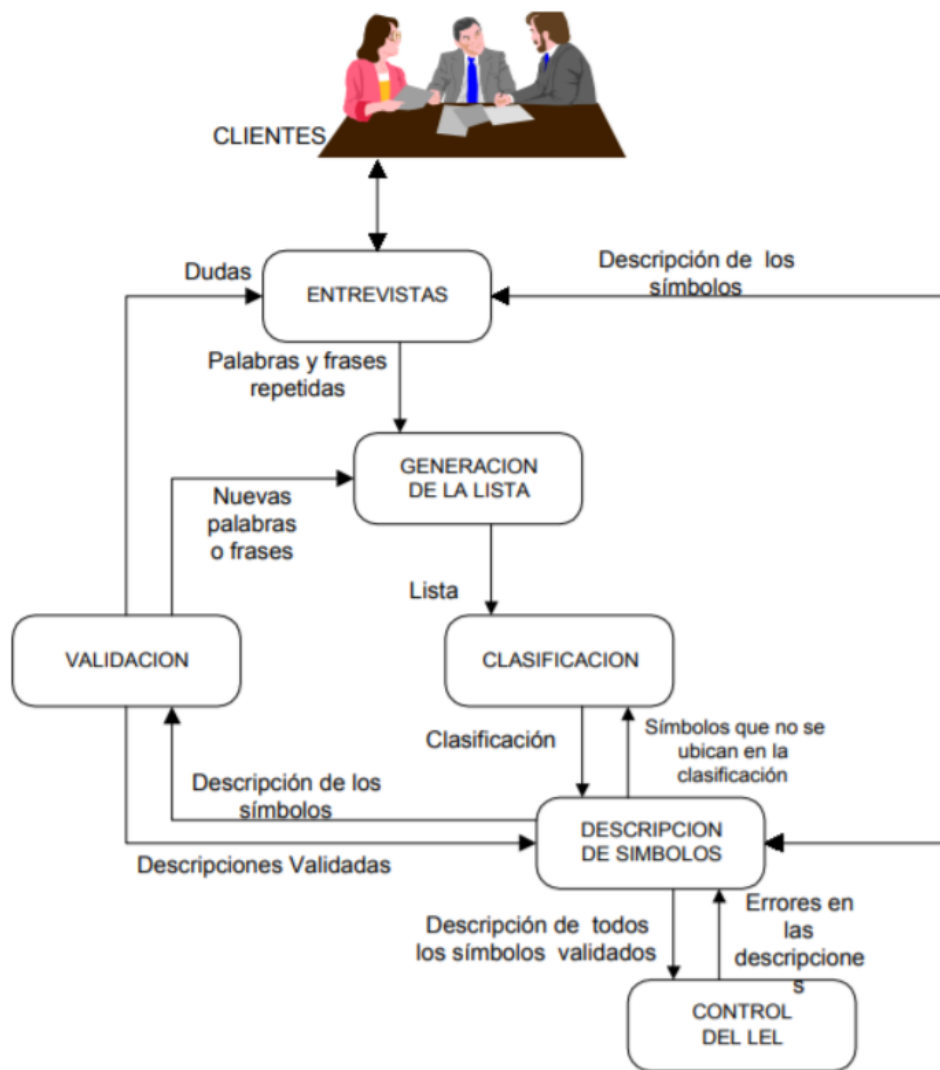 CLIENTES
Dudas
Descripción de los
símbolos
ENTREVISTAS
Palabras y frases
repetidas
GENERACION
DE LA LISTA
Nuevas
palabras
o frases
Lista
VALIDACION
CLASIFICACION
Clasificación
Símbolos que no se
ubican en la
clasificación
Descripción de los
símbolos
DESCRIPCION
DE SIMBOLOS
Descripciones Validadas
Descripción de todos
los símbolos validados
Errores en
las
descripcione
s
CONTROL
DEL LEL